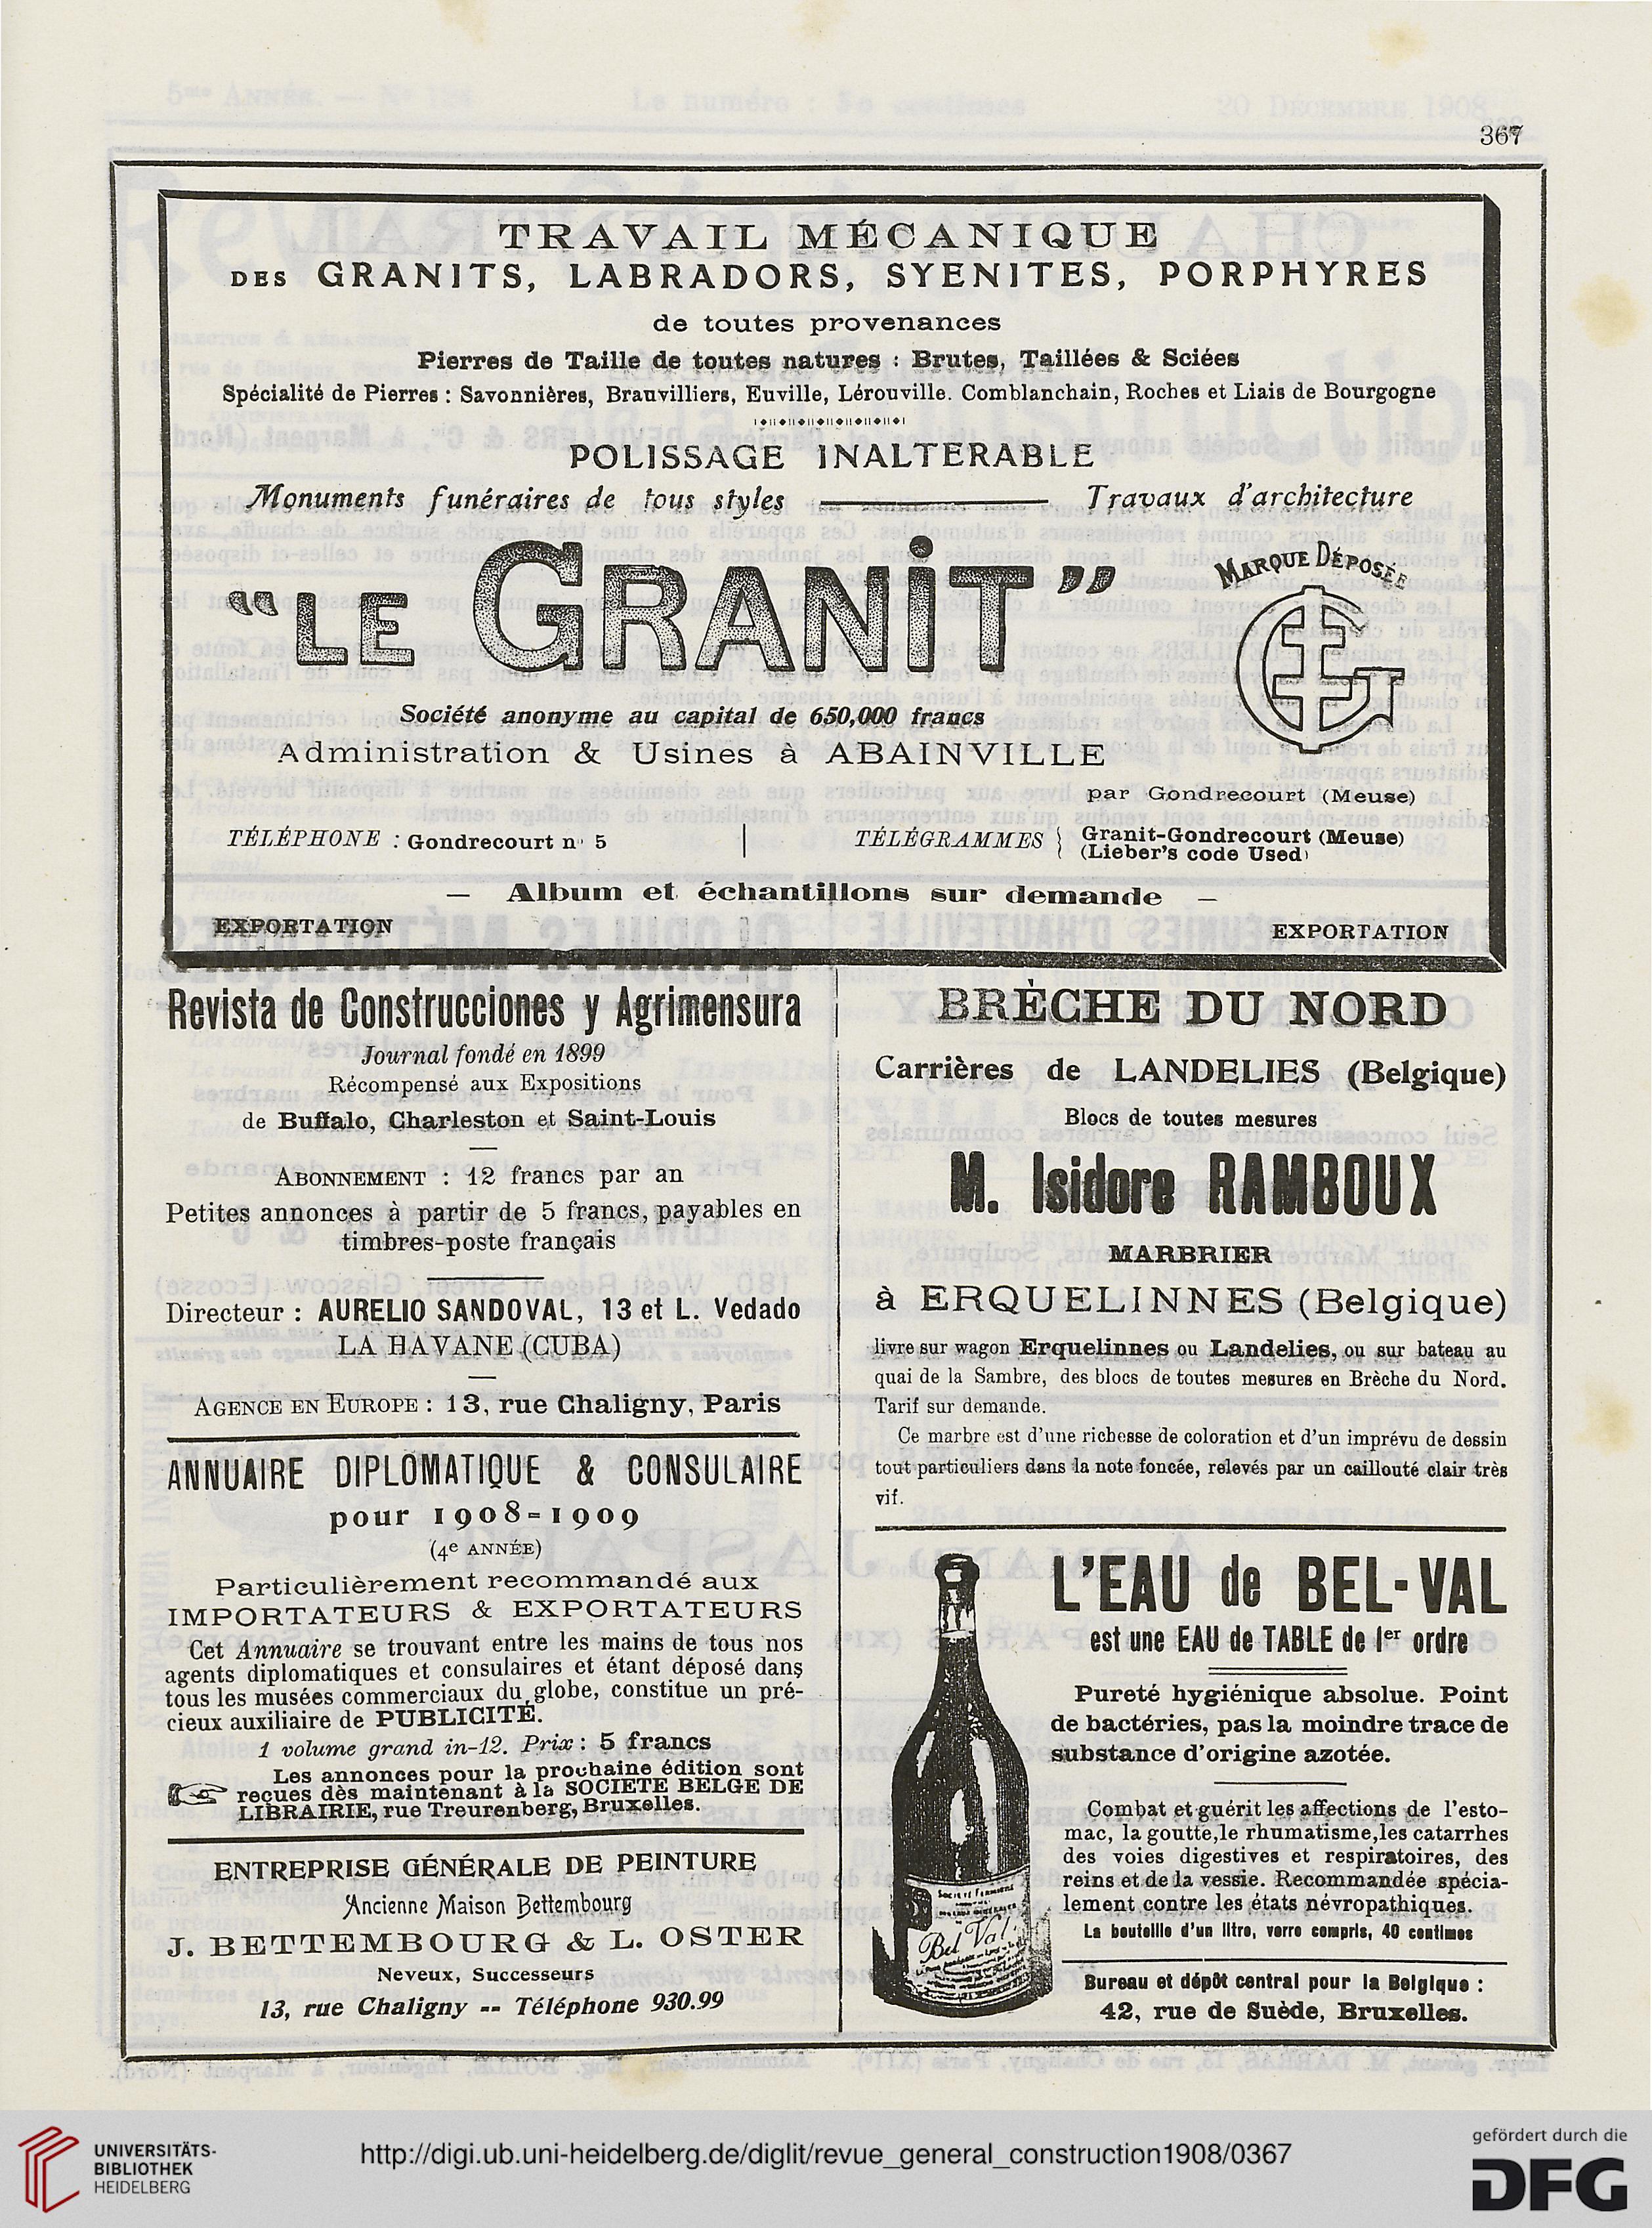 367
TRAVAIL MÉCANIQUE
DES GRANITS, LABRADORS, SYENITES, PORPHYRES
de toutes provenances
Pierres de Taille de toutes natures : Brutes, Taillées & Sciées
Spécialité de Pierres : Savonnières, Brauvilliers, Euville, Lérouville. Comblanchain, Roches et Liais de Bourgogne
POLISSAGE INALTERABLE
Monuments funéraires de tous styles Travaux d'architecture
"LE GRANIT"
MARQUE DÉPOSÉE
Société anonyme au capital de 650,000 francs
Administration & Usines à ABAINVILLE
par Gondrecourt (Meuse)
TÉLÉPHONE : Gondrecourt n° 5
TÉLÉGRAMMES { Granit-Gondrecourt (Meuse)
(Lieber's code Used)
— Album et échantillons sur demande —
EXPORTATION EXPORTATION
Revista de Construcciones y Agrimensura
Journal fondé en 1899
Récompensé aux Expositions
de Buffalo, Charleston et Saint-Louis
ABONNEMENT : 12 francs par an
Petites annonces à partir de 5 francs, payables en
timbres-poste français
Directeur : AURELIO SANDOVAL, 13 et L. Vedado
LA HAVANE (CUBA)
AGENCE EN EUROPE : 13, rue Chaligny, Paris
ANNUAIRE DIPLOMATIQUE & CONSULAIRE
pour 1908-1909
(4e ANNÉE)
Particulièrement recommandé aux
IMPORTATEURS & EXPORTATEURS
Cet Annuaire se trouvant entre les mains de tous nos
agents diplomatiques et consulaires et étant déposé dans
tous les musées commerciaux du globe, constitue un pré-
cieux auxiliaire de PUBLICITÉ.
1 volume grand in-12. Prix : 5 francs
Les annonces pour la prochaine édition sont
reçues dès maintenant à la SOCIETE BELGE DE
LIBRAIRIE, rue Treurenberg, Bruxelles.
ENTREPRISE GÉNÉRALE DE PEINTURE
Ancienne Maison Bettembourg
J. BETTEMBOURG & L. OSTER
Neveux, Successeurs
13, rue Chaligny -- Téléphone 930.99
BRÈCHE DU NORD
Carrières de LANDELIES (Belgique)
Blocs de toutes mesures
M. Isidore RAMBOUX
MARBRIER
à ERQUELINNES (Belgique)
livre sur wagon Erquelinnes ou Landelies, ou sur bateau au
quai de la Sambre, des blocs de toutes mesures en Brèche du Nord.
Tarif sur demande.
Ce marbre est d'une richesse de coloration et d'un imprévu de dessin
tout particuliers dans la note foncée, relevés par un caillouté clair très
vif.
L'EAU de BEL-VAL
est une EAU de TABLE de 1er ordre
Pureté hygiénique absolue. Point
de bactéries, pas la moindre trace de
substance d'origine azotée.
Combat et guérit les affections de l'esto-
mac, la goutte, le rhumatisme, les catarrhes
des voies digestives et respiratoires, des
reins et de la vessie. Recommandée spécia-
lement contre les états névropathiques.
La bouteille d'un litre, verre compris, 40 centimes
Bureau et dépôt central pour la Belgique :
42, rue de Suède, Bruxelles.
Bel Val
UNIVERSITÄTS-
BIBLIOTHEK
HEIDELBERG
http://digi.ub.uni-heidelberg.de/diglit/revue_general_construction1908/0367
gefördert durch die
DFG